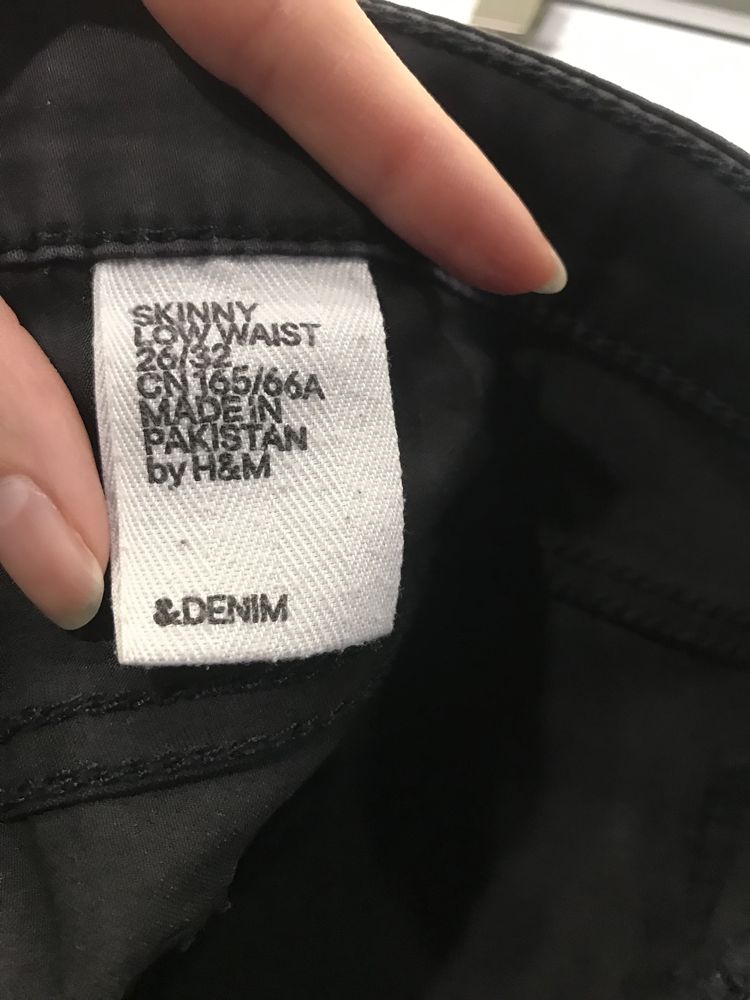 SKINNY
LOW WAIST
26/32
CN 165/66A
MADE IN
PAKISTAN
by H&M
&DENIM